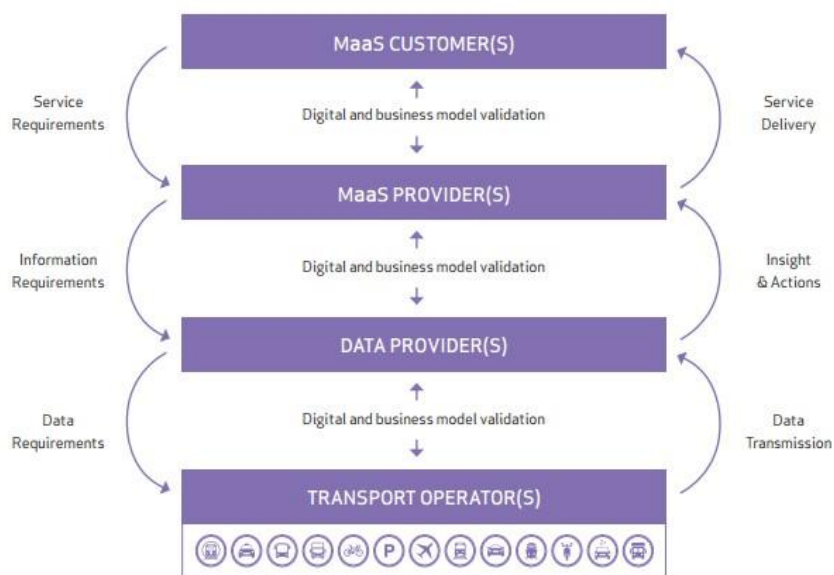 MaaS CUSTOMER(S)
Service
Requirements
Digital and business model validation
Service
Delivery
MaaS PROVIDER(S)
Information
Requirements
Digital and business model validation
Insight
& Actions
DATA PROVIDER(S)
Data
Requirements
Digital and business model validation
Data
Transmission
TRANSPORT OPERATOR(S)
P